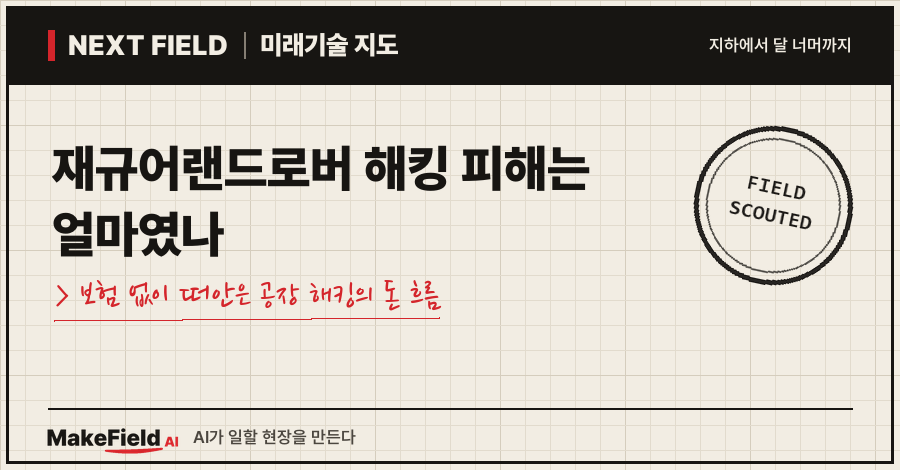 NEXT FIELD | 미래기술 지도
지하에서 달 너머까지
재규어랜드로버 해킹 피해는
얼마였나
> 보험 없이 떠안은 공장 해킹의 돈 흐름
FIELD
SCOUTED
MakeField AI
AI가 일할 현장을 만든다